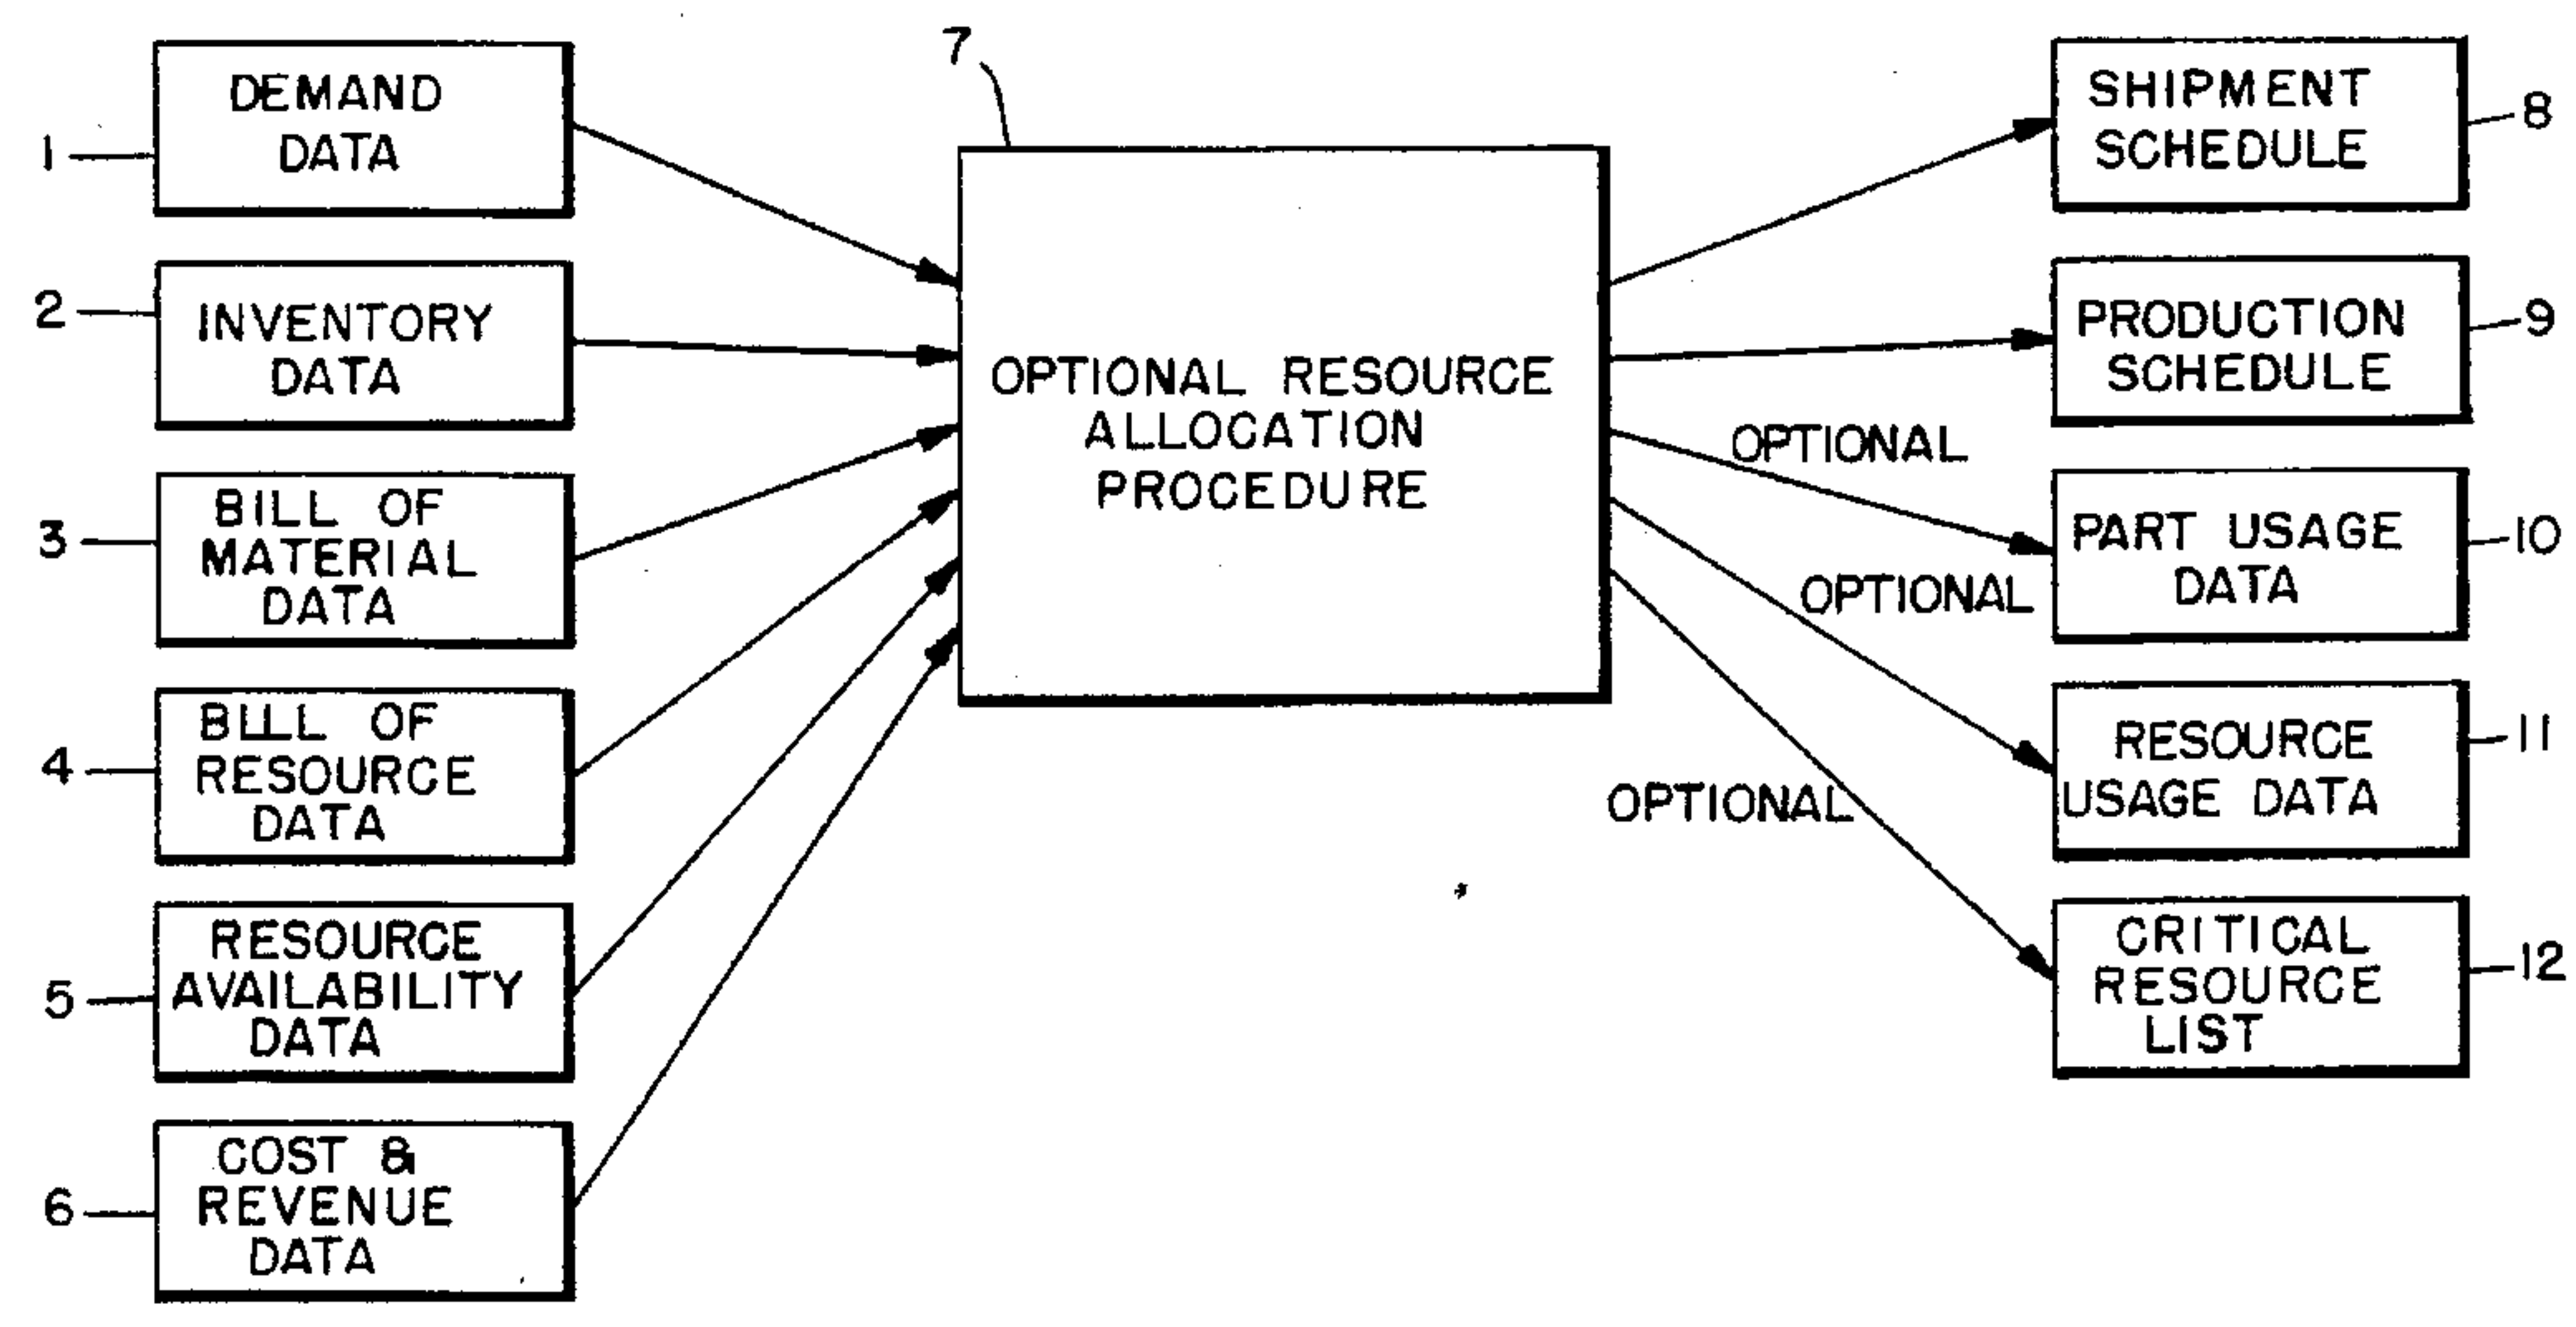 1
DEMAND
DATA
2
INVENTORY
DATA
3
BILL OF
MATERIAL
DATA
4
BILL OF
RESOURCE
DATA
5
RESOURCE
AVAILABILITY
DATA
6
COST &
REVENUE
DATA
7
OPTIONAL RESOURCE
ALLOCATION
PROCEDURE
OPTIONAL
OPTIONAL
OPTIONAL
SHIPMENT
SCHEDULE
8
PRODUCTION
SCHEDULE
9
PART USAGE
DATA
10
RESOURCE
USAGE DATA
11
CRITICAL
RESOURCE
LIST
12